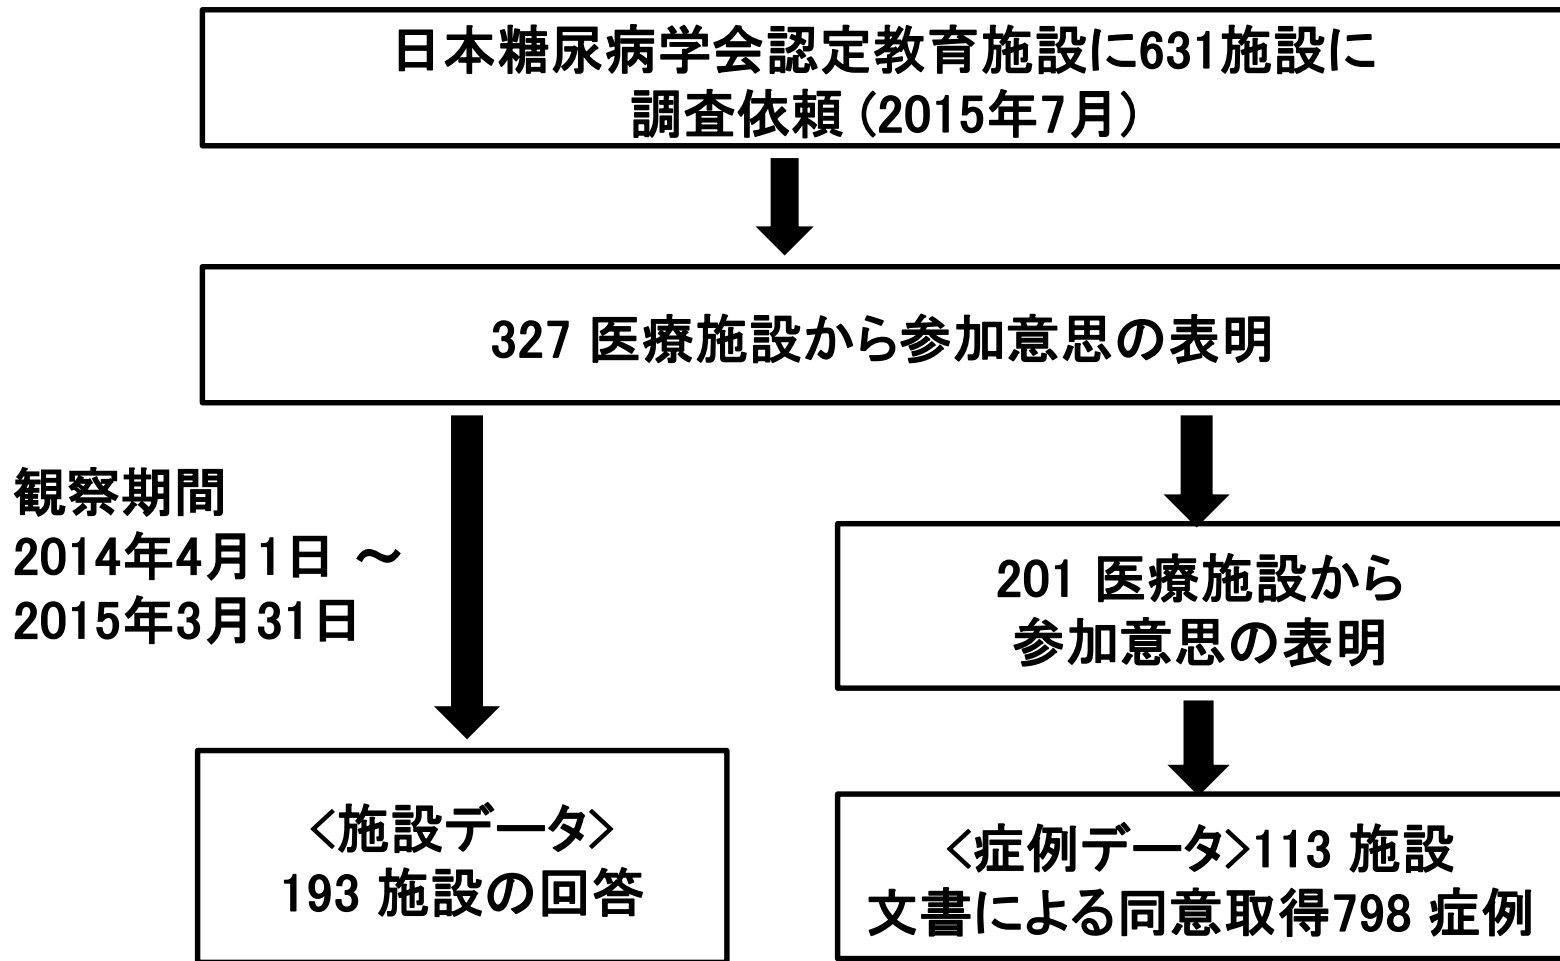 日本糖尿病学会認定教育施設に631施設に
調査依頼 (2015年7月)
327 医療施設から参加意思の表明
観察期間
2014年4月1日 ～
2015年3月31日
201 医療施設から
参加意思の表明
<施設データ>
193 施設の回答
<症例データ>113 施設
文書による同意取得798 症例